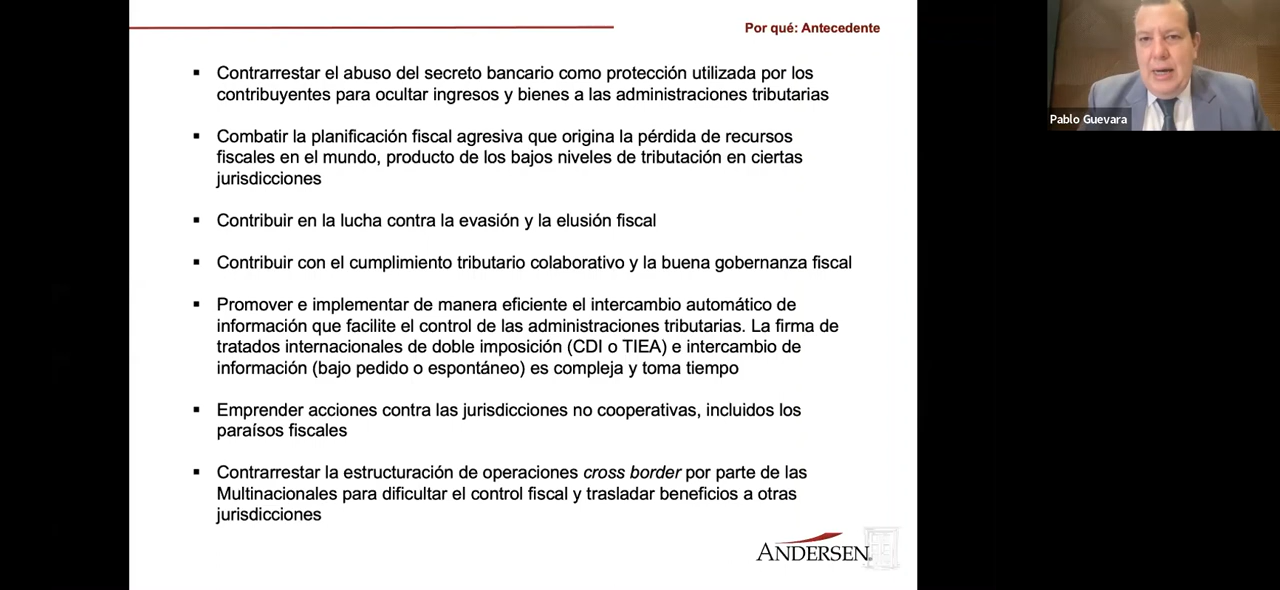 Por qué: Antecedente
Contrarrestar el abuso del secreto bancario como protección utilizada por los
contribuyentes para ocultar ingresos y bienes a las administraciones tributarias
Combatir la planificación fiscal agresiva que origina la pérdida de recursos
fiscales en el mundo, producto de los bajos niveles de tributación en ciertas
jurisdicciones
Contribuir en la lucha contra la evasión y la elusión fiscal
Contribuir con el cumplimiento tributario colaborativo y la buena gobernanza fiscal
Promover e implementar de manera eficiente el intercambio automático de
información que facilite el control de las administraciones tributarias. La firma de
tratados internacionales de doble imposición (CDI o TIEA) e intercambio de
información (bajo pedido o espontáneo) es compleja y toma tiempo
Emprender acciones contra las jurisdicciones no cooperativas, incluidos los
paraísos fiscales
Contrarrestar la estructuración de operaciones cross border por parte de las
Multinacionales para dificultar el control fiscal y trasladar beneficios a otras
jurisdicciones
ANDERSEN
Pablo Guevara